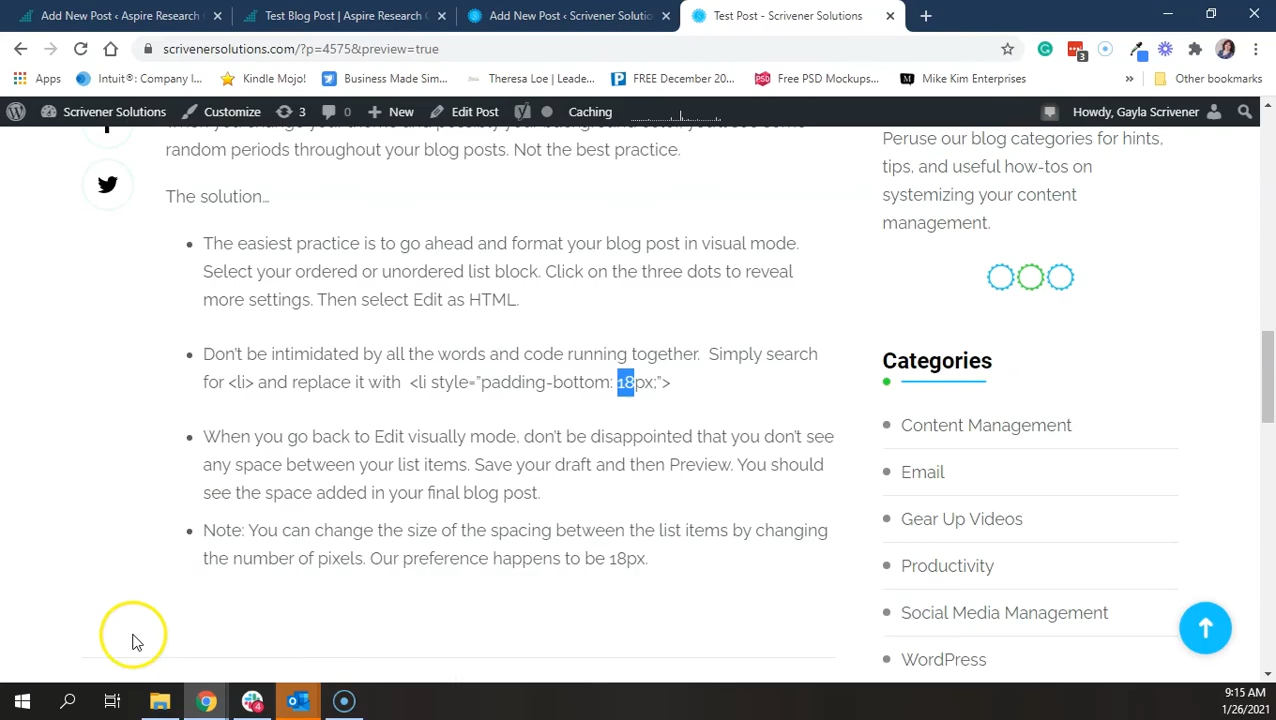 Add New Post ‹ Aspire Research
Test Blog Post | Aspire Research
Add New Post ‹ Scrivener Solutio
Test Post - Scrivener Solutions
scrivenersolutions.com/?p=4575&preview=true
3
Apps
Intuit®: Company I...
Kindle Mojo!
Business Made Sim...
Theresa Loe | Leade...
FREE December 20...
Free PSD Mockups...
Mike Kim Enterprises
»
Other bookmarks
Scrivener Solutions
Customize
3
0
New
Edit Post
Caching
Howdy, Gayla Scrivener
random periods throughout your blog posts. Not the best practice.
The solution…
The easiest practice is to go ahead and format your blog post in visual mode.
Select your ordered or unordered list block. Click on the three dots to reveal
more settings. Then select Edit as HTML.
Don’t be intimidated by all the words and code running together.  Simply search
for <li> and replace it with  <li style=”padding-bottom: 18px;”>
When you go back to Edit visually mode, don’t be disappointed that you don’t see
any space between your list items. Save your draft and then Preview. You should
see the space added in your final blog post.
Note: You can change the size of the spacing between the list items by changing
the number of pixels. Our preference happens to be 18px.
Peruse our blog categories for hints,
tips, and useful how-tos on
systemizing your content
management.
Categories
Content Management
Email
Gear Up Videos
Productivity
Social Media Management
WordPress
4
9:15 AM
1/26/2021